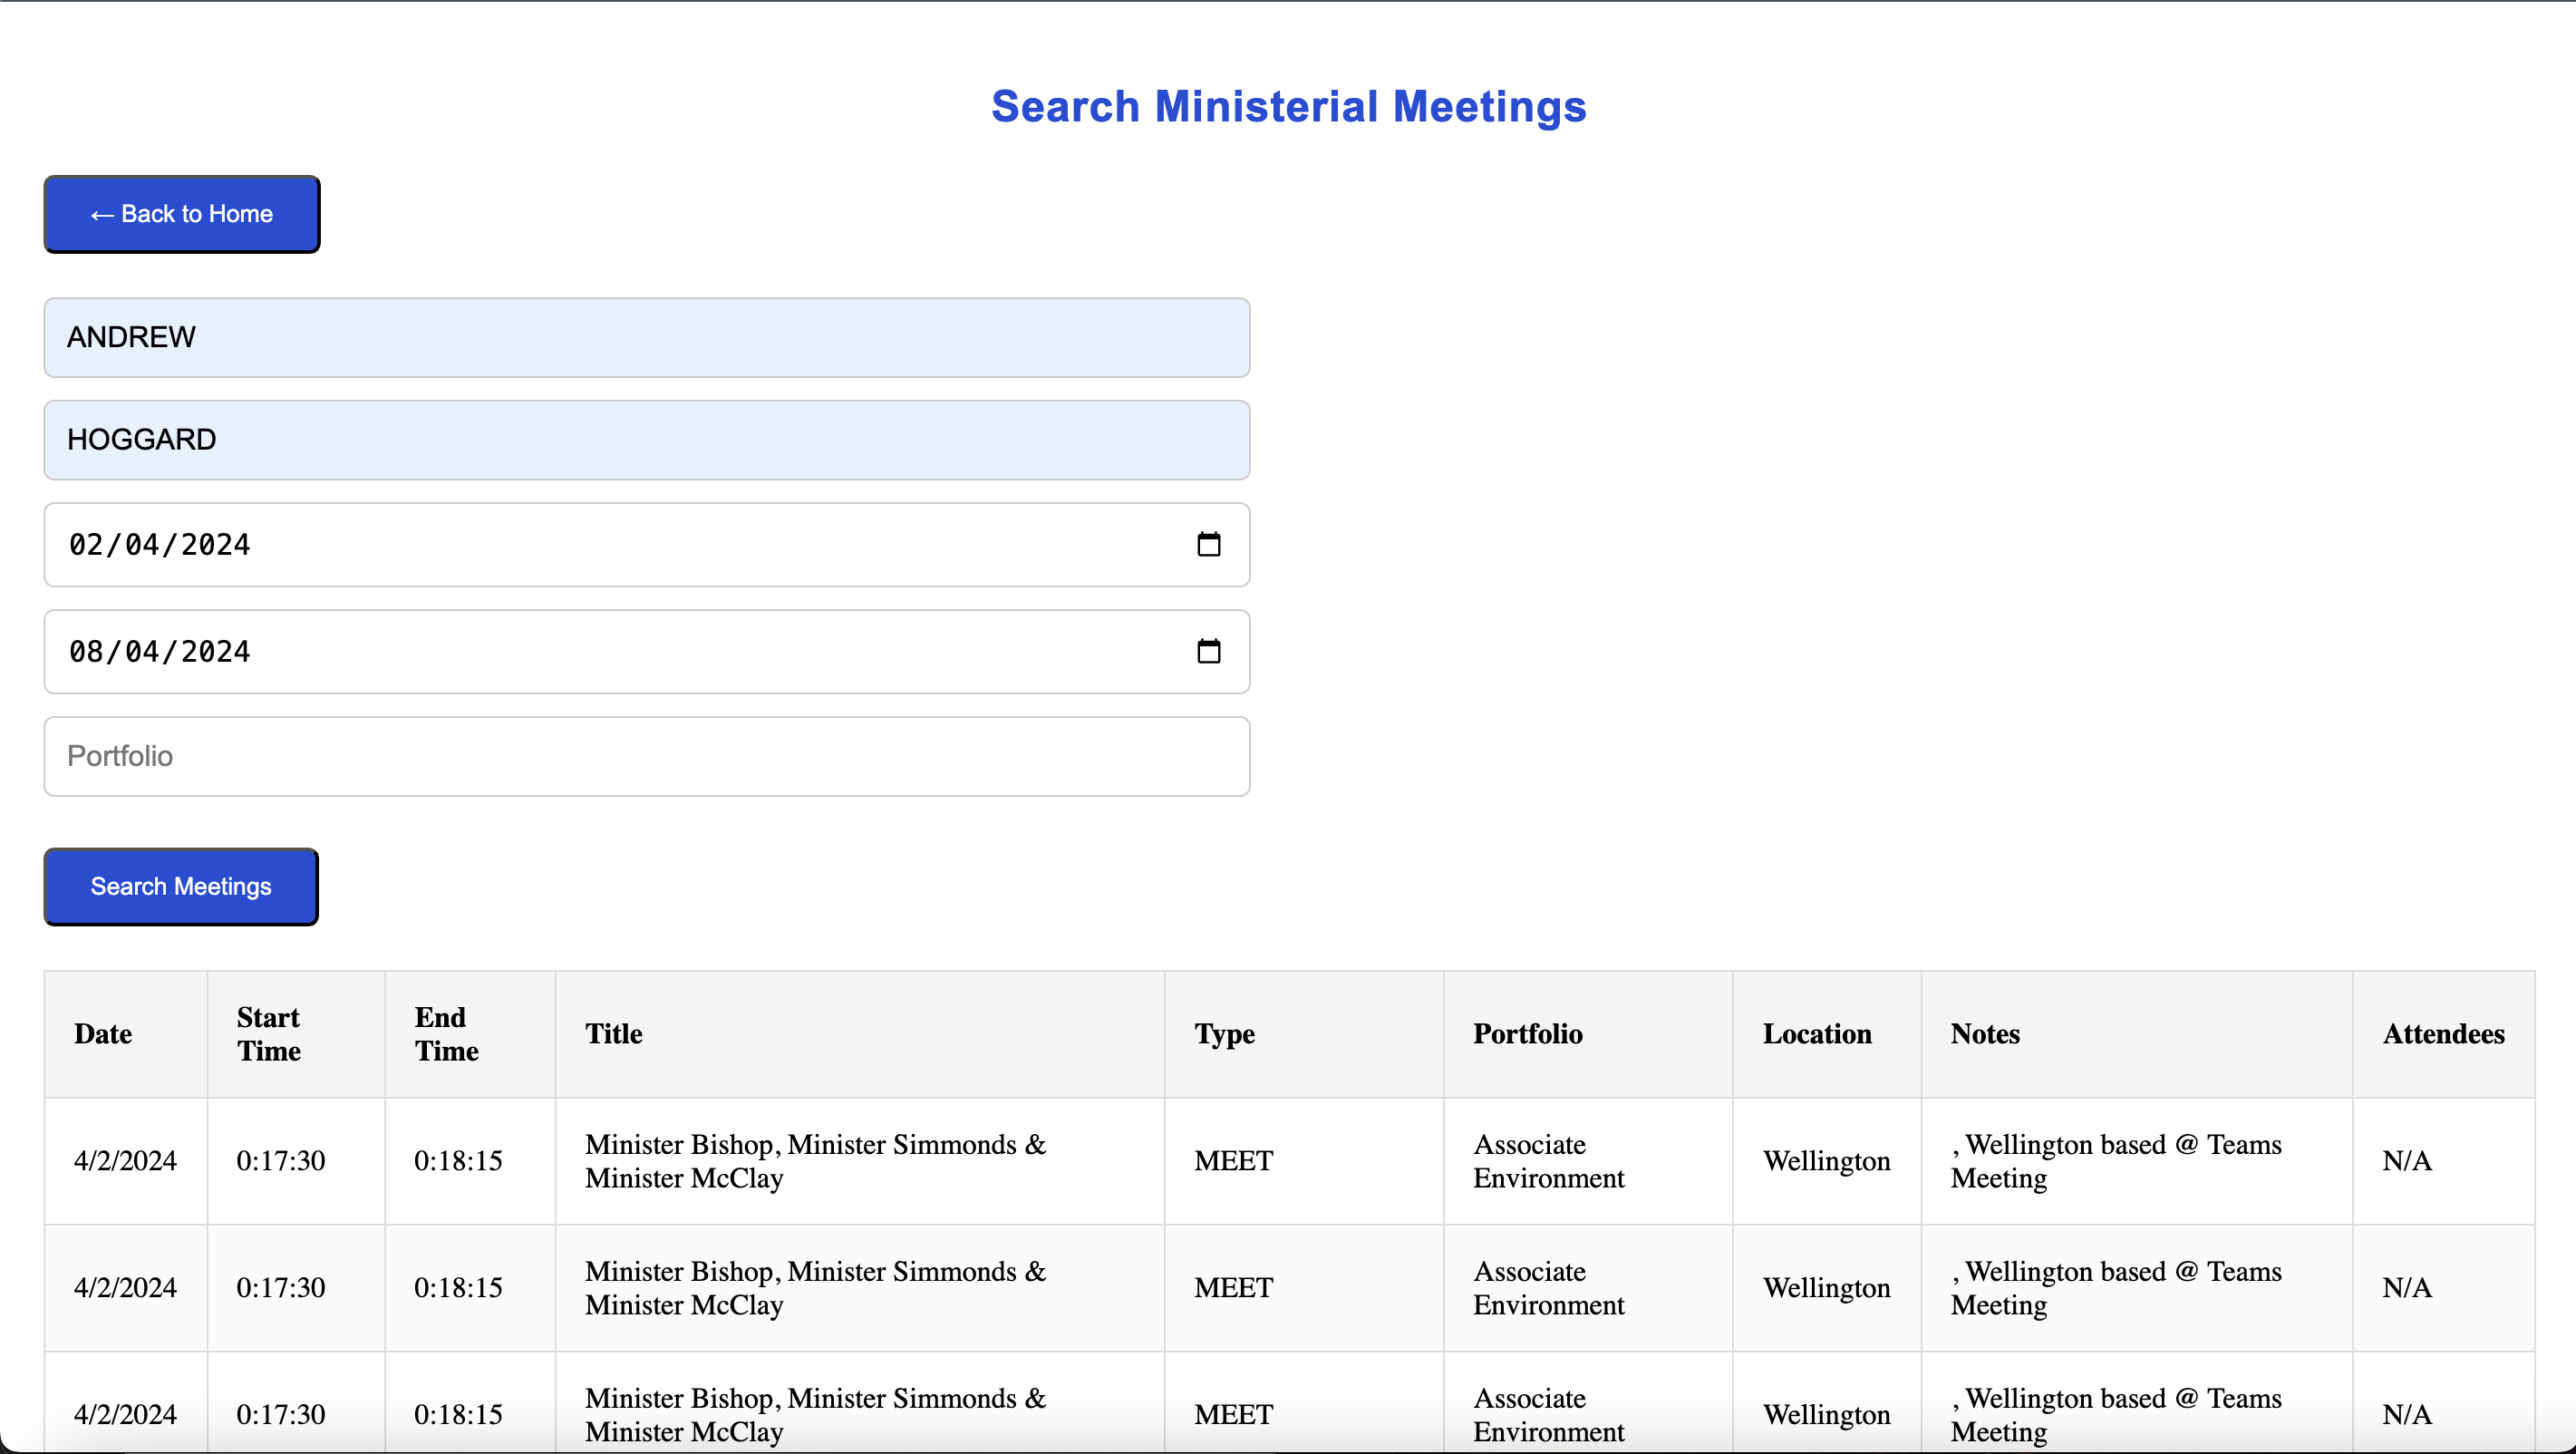 Search Ministerial Meetings
← Back to Home
ANDREW
HOGGARD
02/04/2024
08/04/2024
Portfolio
Search Meetings
Date Start Time End Time Title Type Portfolio Location Notes Attendees
4/2/2024 0:17:30 0:18:15 Minister Bishop, Minister Simmonds & Minister McClay MEET Associate Environment Wellington , Wellington based @ Teams Meeting N/A
4/2/2024 0:17:30 0:18:15 Minister Bishop, Minister Simmonds & Minister McClay MEET Associate Environment Wellington , Wellington based @ Teams Meeting N/A
4/2/2024 0:17:30 0:18:15 Minister Bishop, Minister Simmonds & Minister McClay MEET Associate Environment Wellington , Wellington based @ Teams Meeting N/A